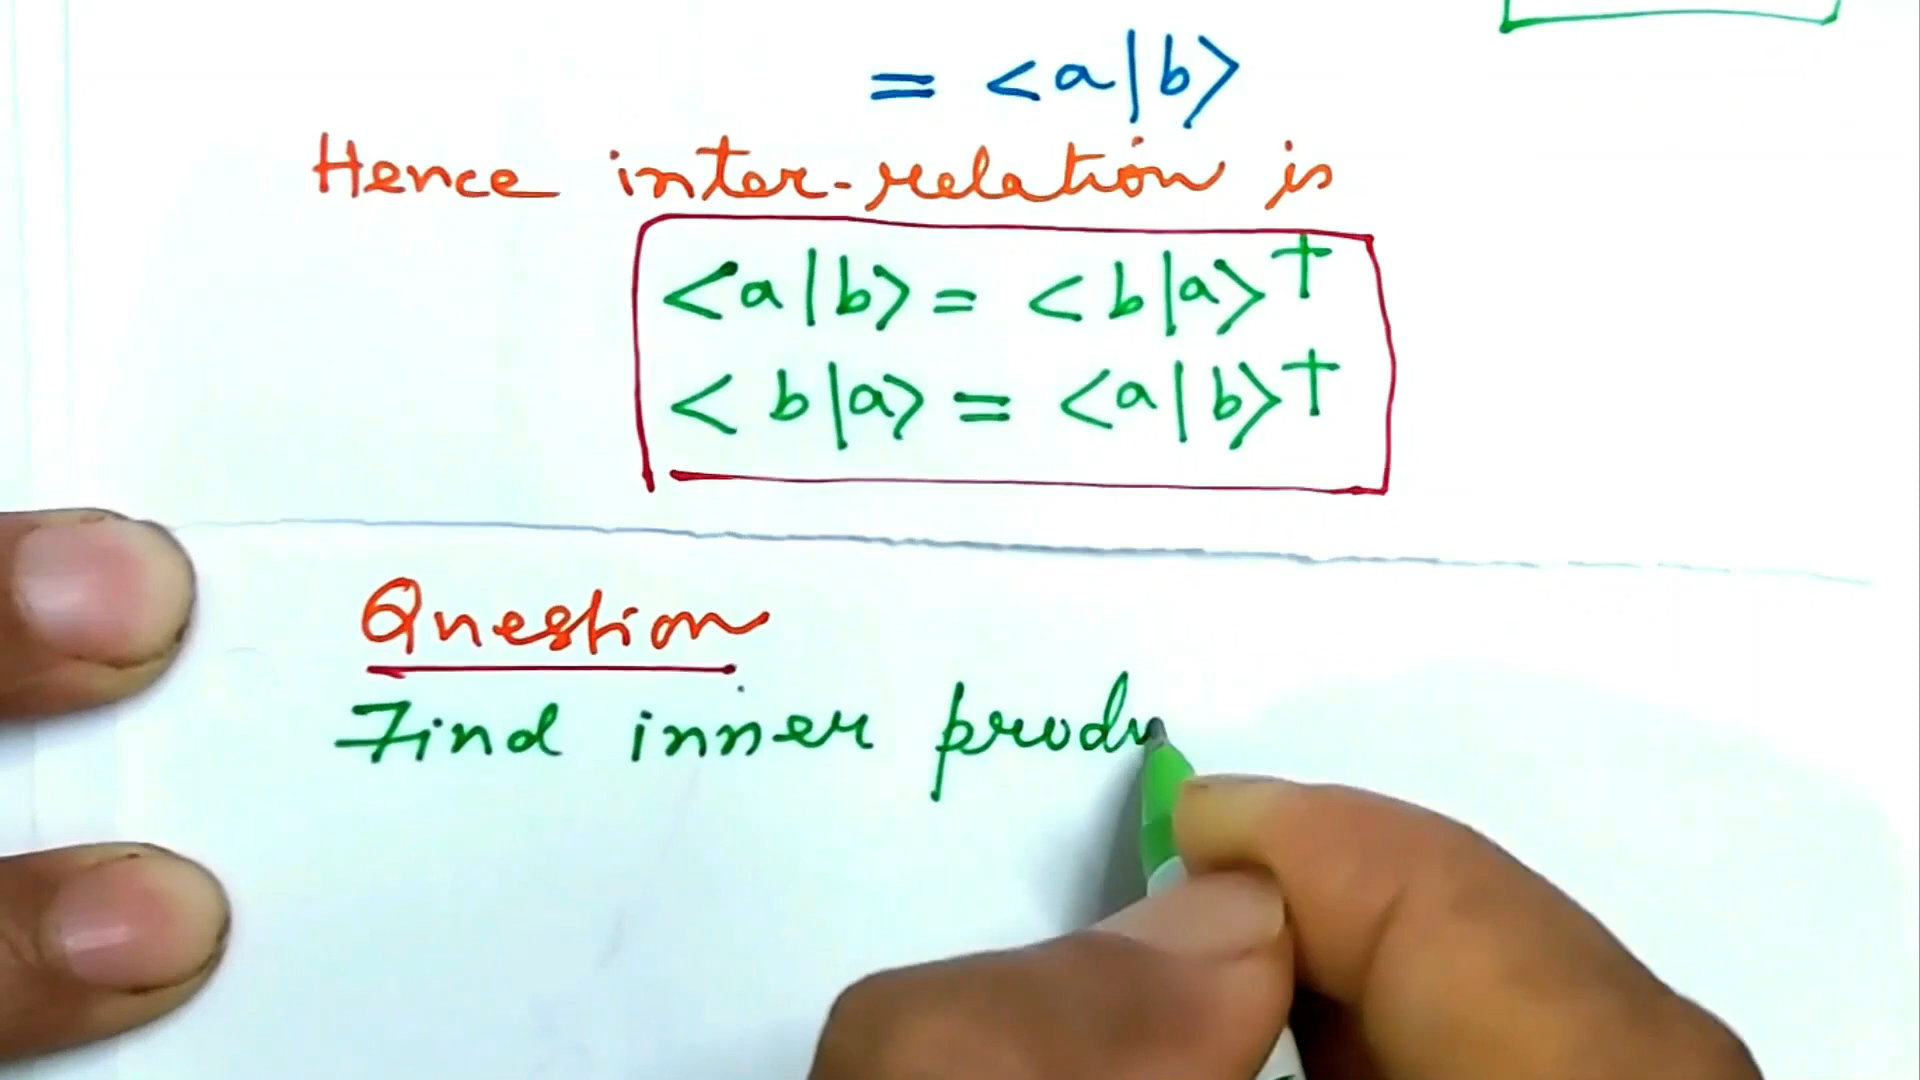 = <a|b>
Hence inter-relation is
<a|b> = <b|a>†
<b|a> = <a|b>†
Question
Find inner produ